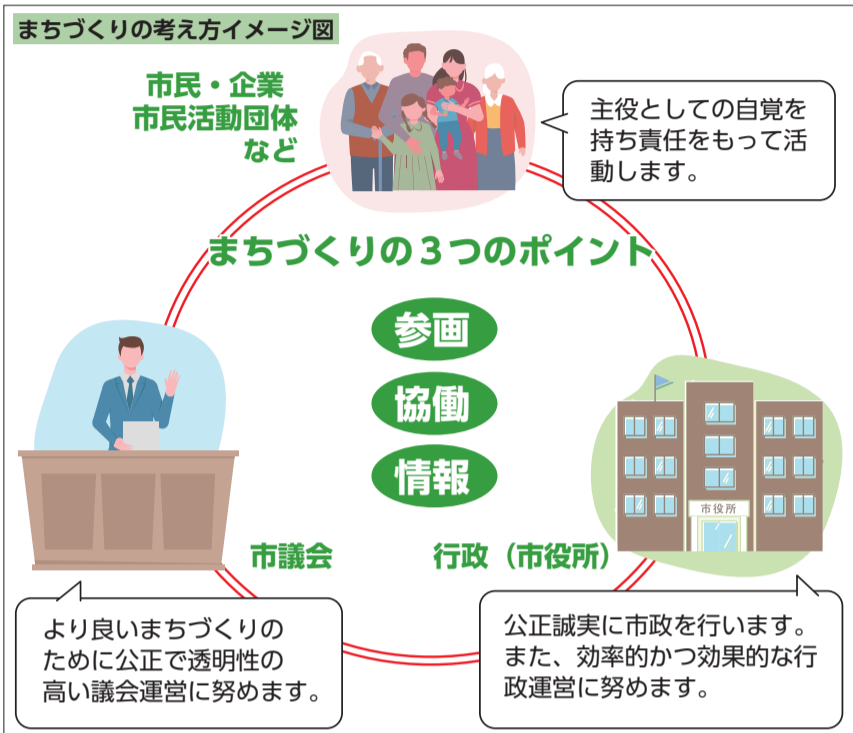 まちづくりの考え方イメージ図
市民・企業
市民活動団体
など
主役としての自覚を
持ち責任をもって活
動します。
まちづくりの３つのポイント
参画
協働
情報
市役所
市議会
行政（市役所）
より良いまちづくりの
ために公正で透明性の
高い議会運営に努めます。
公正誠実に市政を行います。
また、効率的かつ効果的な行
政運営に努めます。